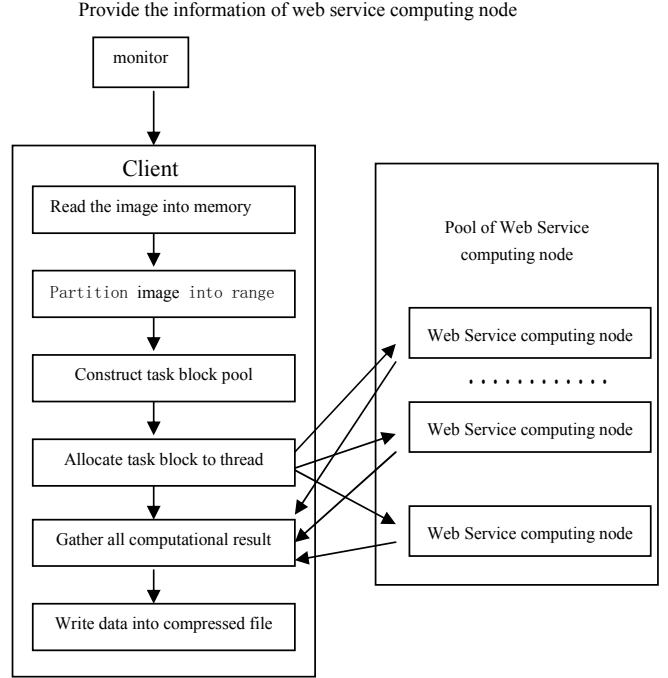 Provide the information of web service computing node
monitor
Client
Read the image into memory
Partition image into range
Construct task block pool
Allocate task block to thread
Gather all computational result
Write data into compressed file
Pool of Web Service
computing node
Web Service computing node
............
Web Service computing node
Web Service computing node